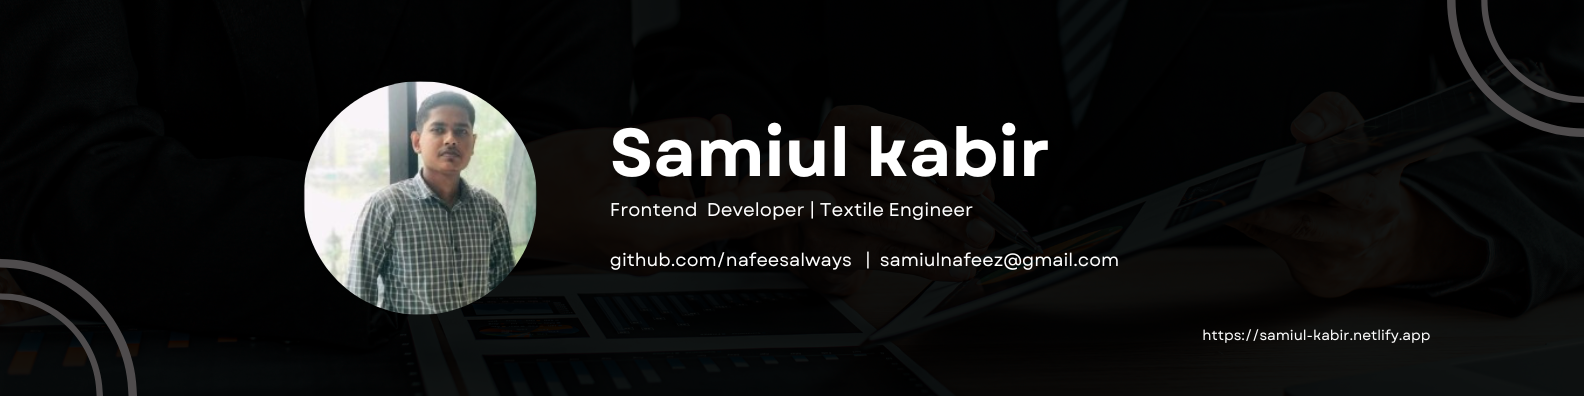 Samiul kabir
Frontend Developer | Textile Engineer
github.com/nafeesalways | samiulnafeez@gmail.com
https://samiul-kabir.netlify.app